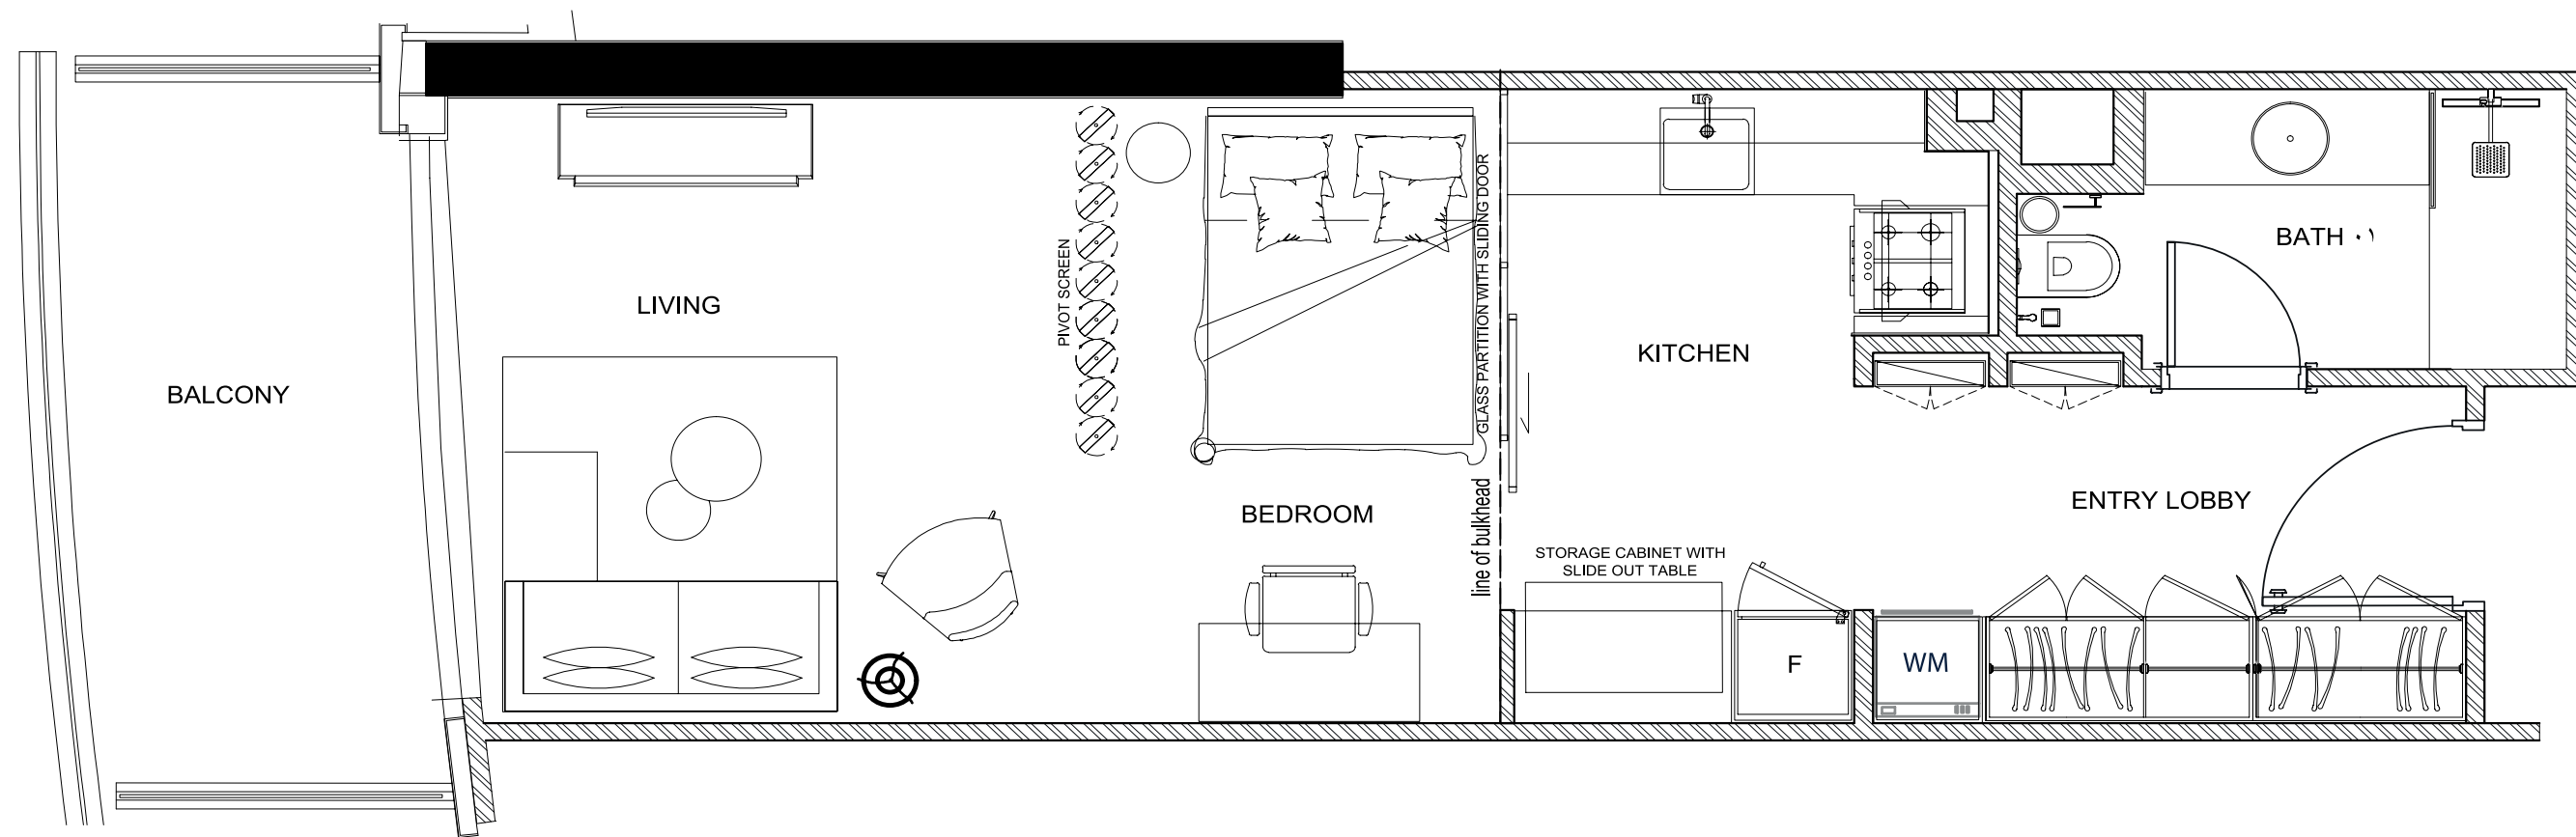 LIVING
BALCONY
PIVOT SCREEN
BEDROOM
GLASS PARTITION WITH SLIDING DOOR
line of bulkhead
KITCHEN
STORAGE CABINET WITH
SLIDE OUT TABLE
F
WM
BATH ٠١
ENTRY LOBBY